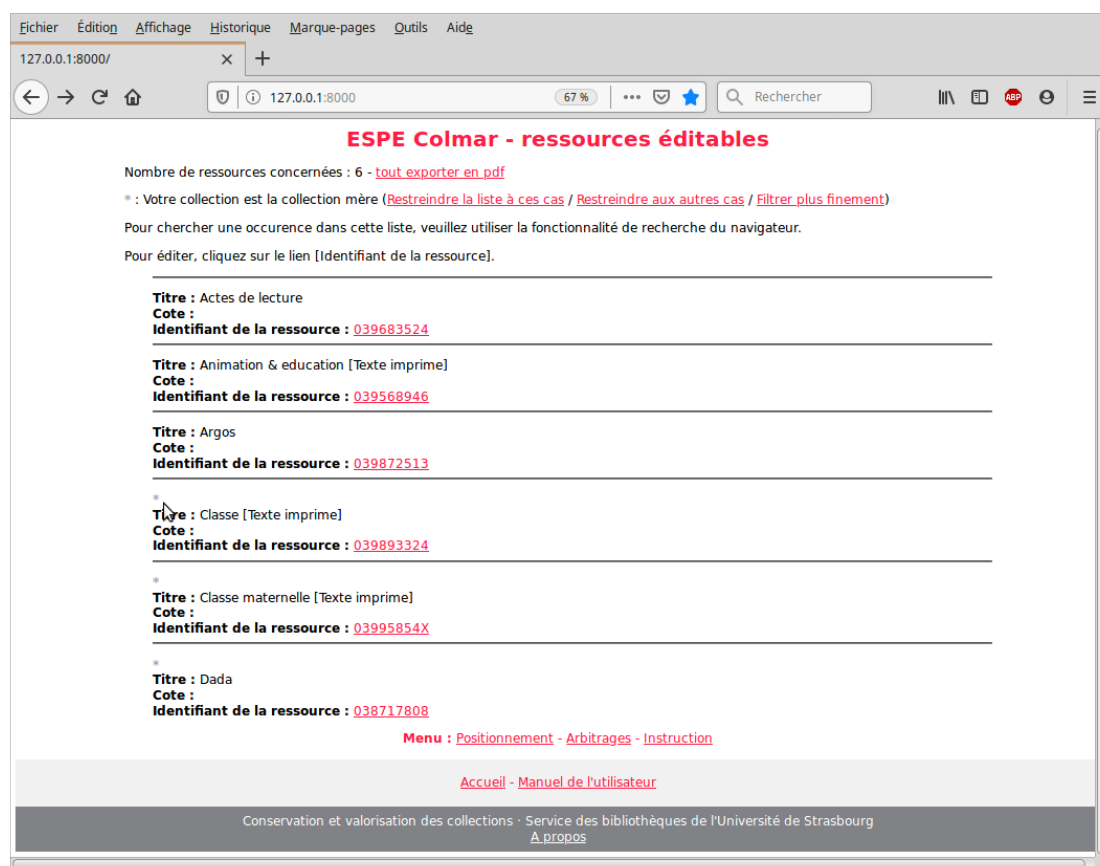 Fichier Édition Affichage Historique Marque-pages Outils Aide
127.0.0.1:8000/
127.0.0.1:8000 67 % Rechercher ABP
ESPE Colmar - ressources éditables
Nombre de ressources concernées : 6 - tout exporter en pdf
* : Votre collection est la collection mère (Restreindre la liste à ces cas / Restreindre aux autres cas / Filtrer plus finement)
Pour chercher une occurence dans cette liste, veuillez utiliser la fonctionnalité de recherche du navigateur.
Pour éditer, cliquez sur le lien [Identifiant de la ressource].
Titre : Actes de lecture
Cote :
Identifiant de la ressource : 039683524
Titre : Animation & education [Texte imprime]
Cote :
Identifiant de la ressource : 039568946
Titre : Argos
Cote :
Identifiant de la ressource : 039872513
*
Titre : Classe [Texte imprime]
Cote :
Identifiant de la ressource : 039893324
*
Titre : Classe maternelle [Texte imprime]
Cote :
Identifiant de la ressource : 03995854X
*
Titre : Dada
Cote :
Identifiant de la ressource : 038717808
Menu : Positionnement - Arbitrages - Instruction
Accueil - Manuel de l'utilisateur
Conservation et valorisation des collections · Service des bibliothèques de l'Université de Strasbourg
A propos